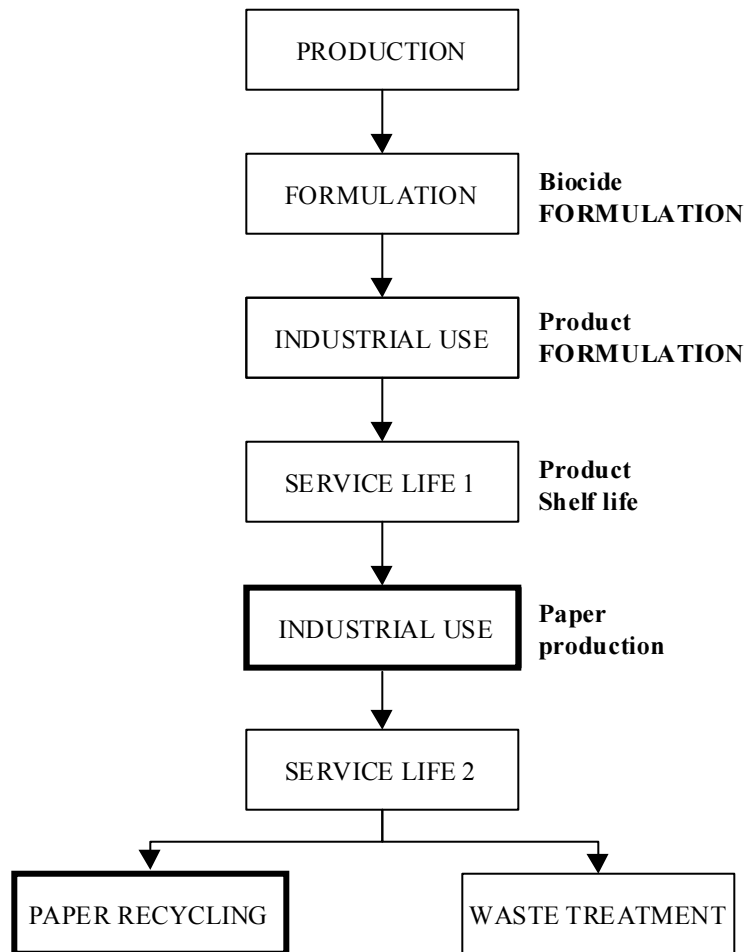 PRODUCTION
FORMULATION
Biocide
FORMULATION
INDUSTRIAL USE
Product
FORMULATION
SERVICE LIFE 1
Product
Shelf life
INDUSTRIAL USE
Paper
production
SERVICE LIFE 2
PAPER RECYCLING
WASTE TREATMENT